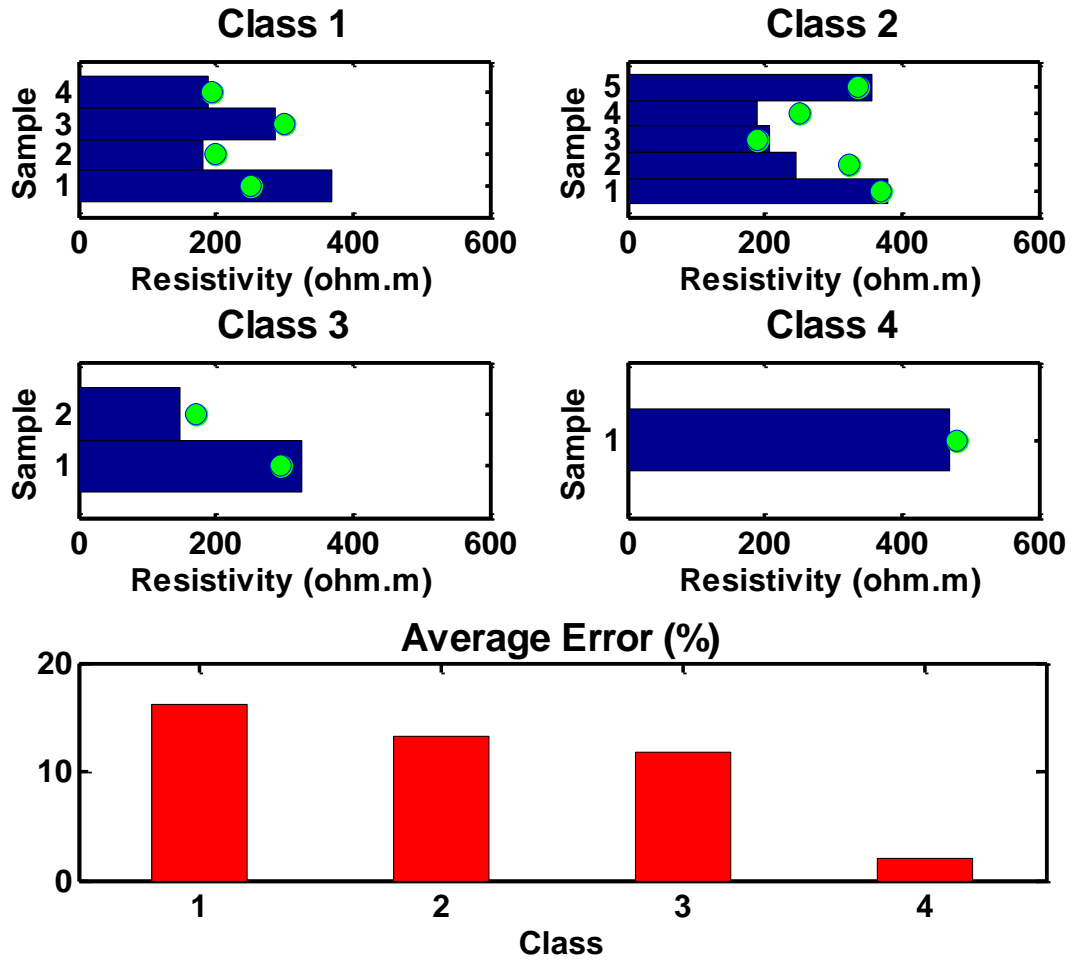 Class 1
Sample
4
3
2
1
0 200 400 600
Resistivity (ohm.m)
Class 2
Sample
5
4
3
2
1
0 200 400 600
Resistivity (ohm.m)
Class 3
Sample
2
1
0 200 400 600
Resistivity (ohm.m)
Class 4
Sample
1
0 200 400 600
Resistivity (ohm.m)
Average Error (%)
20
10
0
1 2 3 4
Class